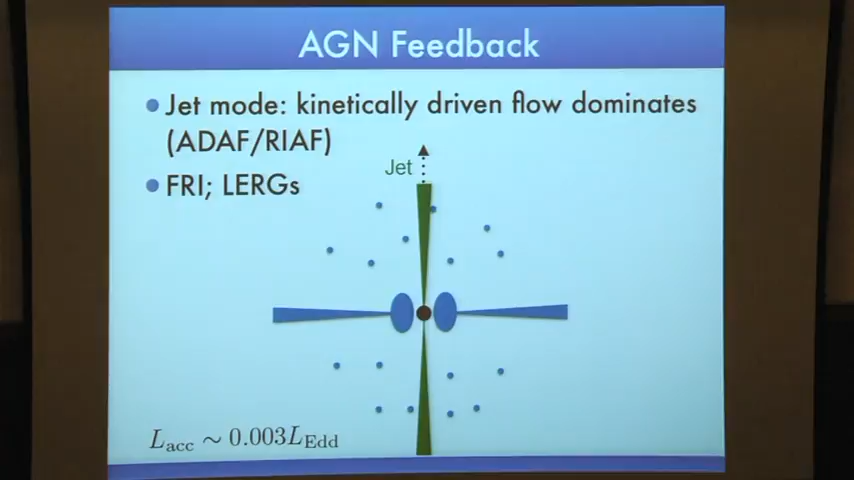 AGN Feedback
• Jet mode: kinetically driven flow dominates
(ADAF/RIAF)
Jet
• FRI; LERGs
L_acc ~ 0.003L_Edd